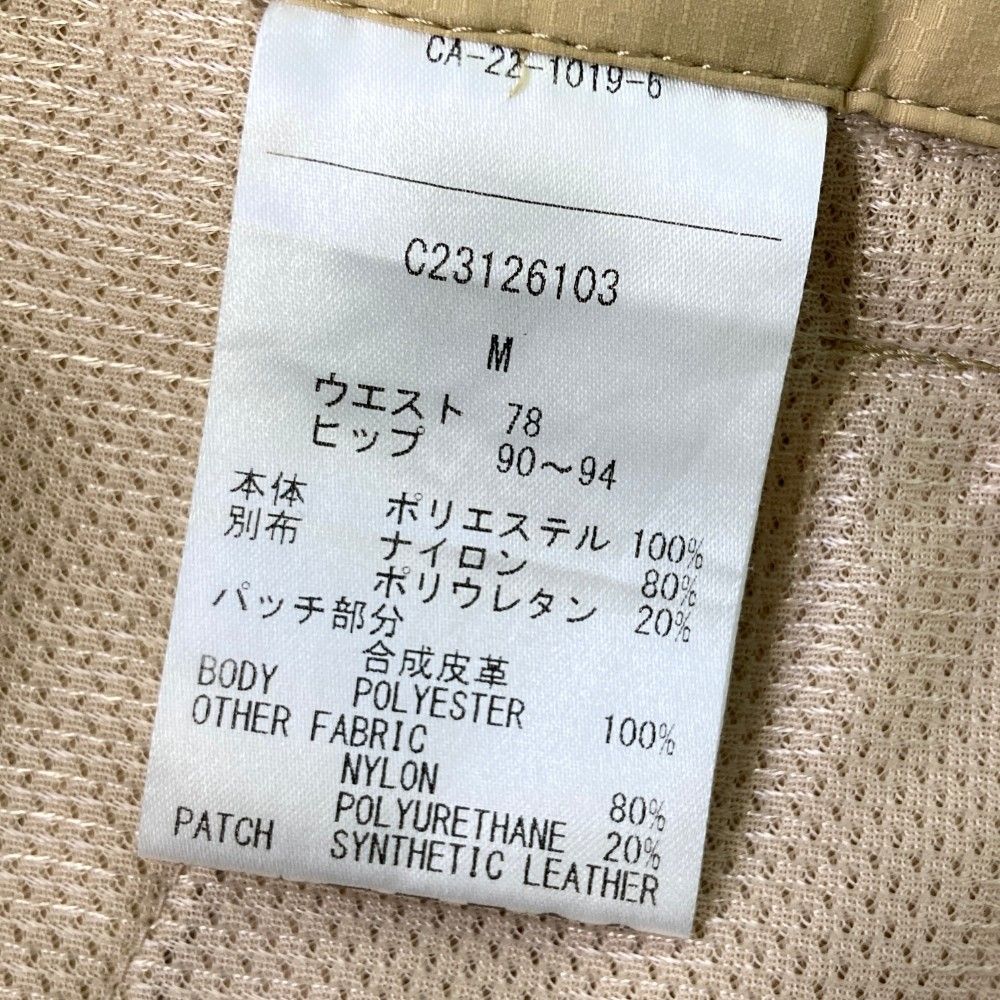 CA-22-1019-6
C23126103
M
ウエスト 78
ヒップ 90～94
本体 ポリエステル 100%
別布 ナイロン 80%
ポリウレタン 20%
パッチ部分
合成皮革
BODY POLYESTER 100%
OTHER FABRIC
NYLON 80%
POLYURETHANE 20%
PATCH SYNTHETIC LEATHER